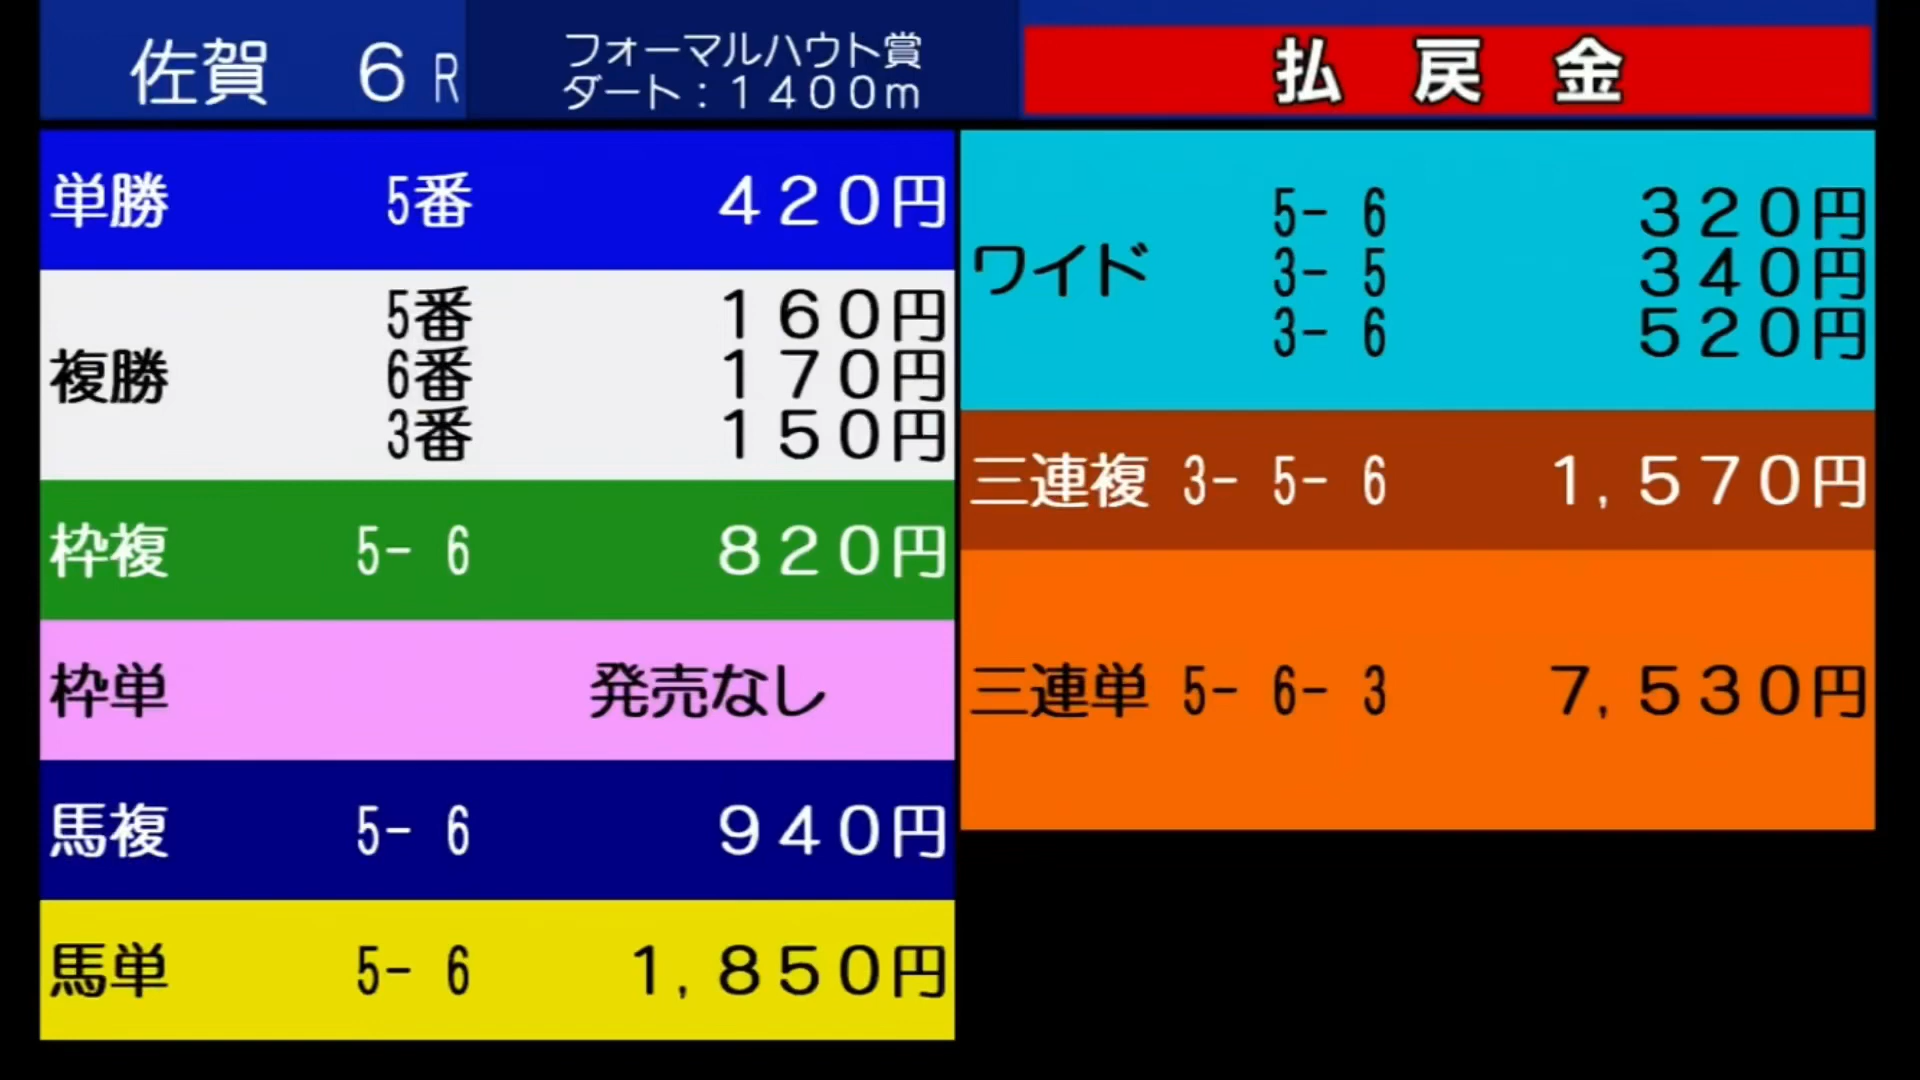 佐賀 6R
フォーマルハウト賞
ダート:1400m
払戻金
単勝 5番 420円
複勝
5番 160円
6番 170円
3番 150円
枠複 5- 6 820円
枠単 発売なし
馬複 5- 6 940円
馬単 5- 6 1,850円
ワイド
5- 6 320円
3- 5 340円
3- 6 520円
三連複 3- 5- 6 1,570円
三連単 5- 6- 3 7,530円